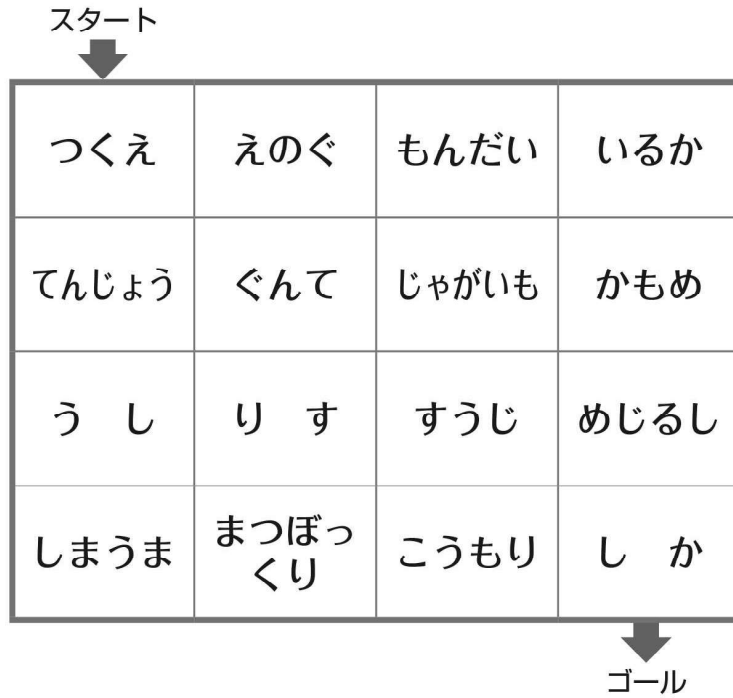 スタート
つくえ えのぐ もんだい いるか
てんじょう ぐんて じゃがいも かもめ
う し り す すうじ めじるし
しまうま まつぼっ こうもり し か
くり
ゴール